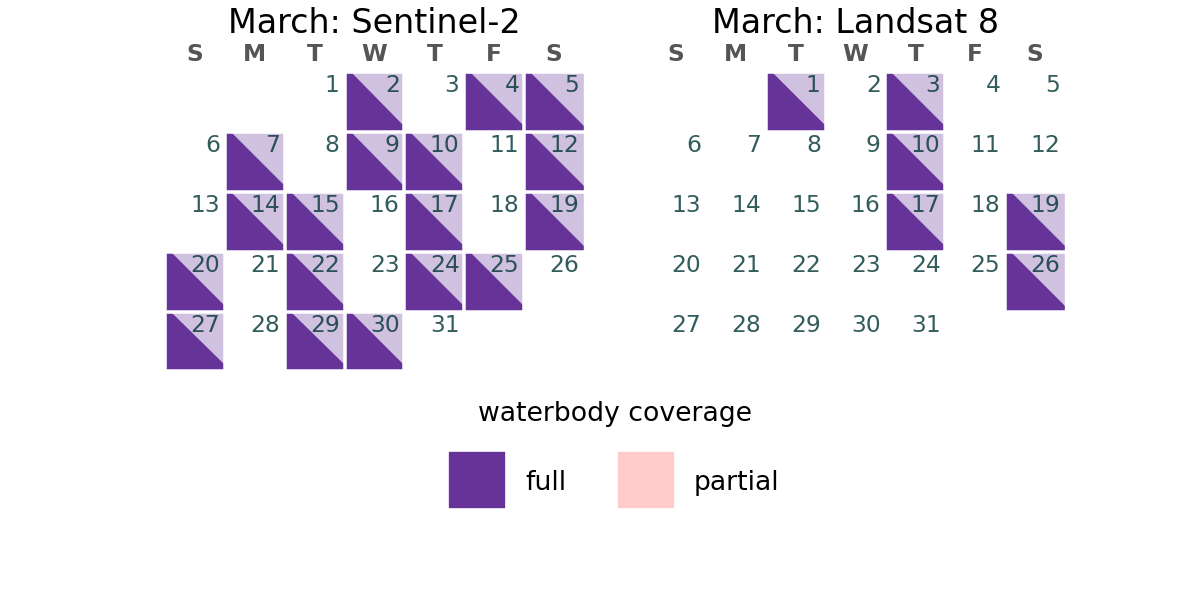 March: Sentinel-2
S M T W T F S
1 2 3 4 5
6 7 8 9 10 11 12
13 14 15 16 17 18 19
20 21 22 23 24 25 26
27 28 29 30 31
March: Landsat 8
S M T W T F S
1 2 3 4 5
6 7 8 9 10 11 12
13 14 15 16 17 18 19
20 21 22 23 24 25 26
27 28 29 30 31
waterbody coverage
full partial